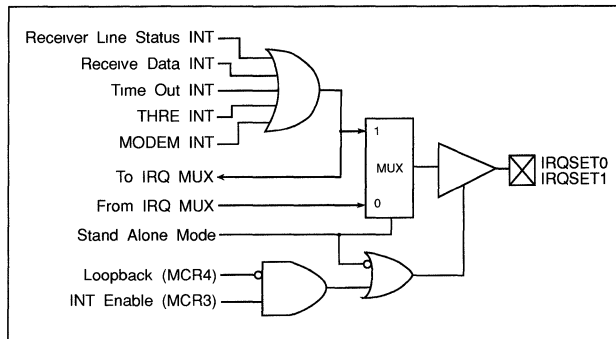 Receiver Line Status INT
Receive Data INT
Time Out INT
THRE INT
MODEM INT
To IRQ MUX
From IRQ MUX
Stand Alone Mode
Loopback (MCR4)
INT Enable (MCR3)
1
MUX
0
IRQSET0
IRQSET1